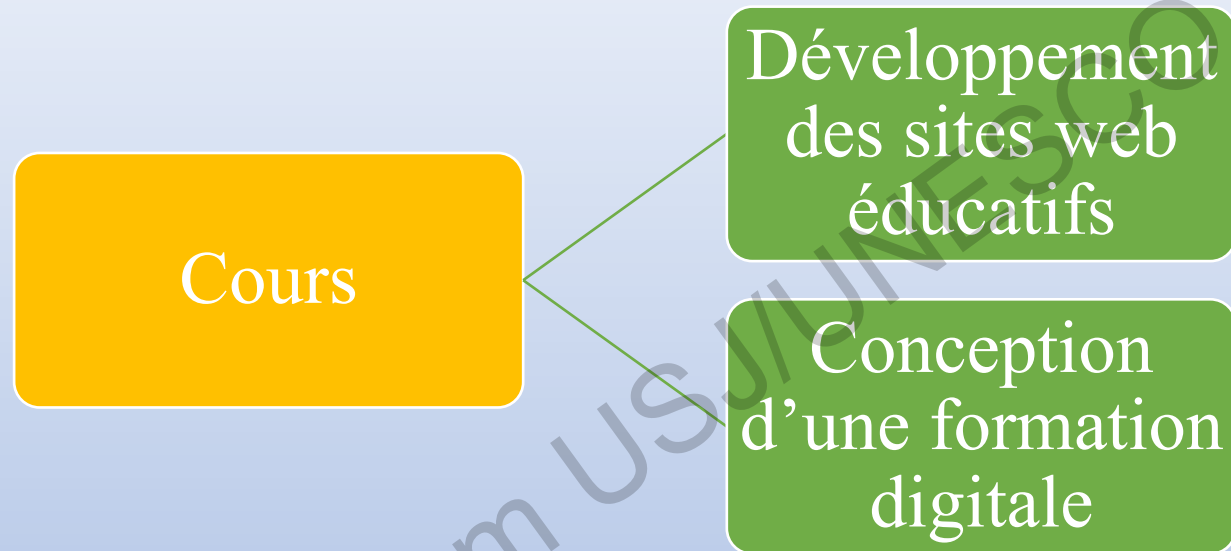 Cours
Développement
des sites web
éducatifs
Conception
d’une formation
digitale
m USJ/UNESCO